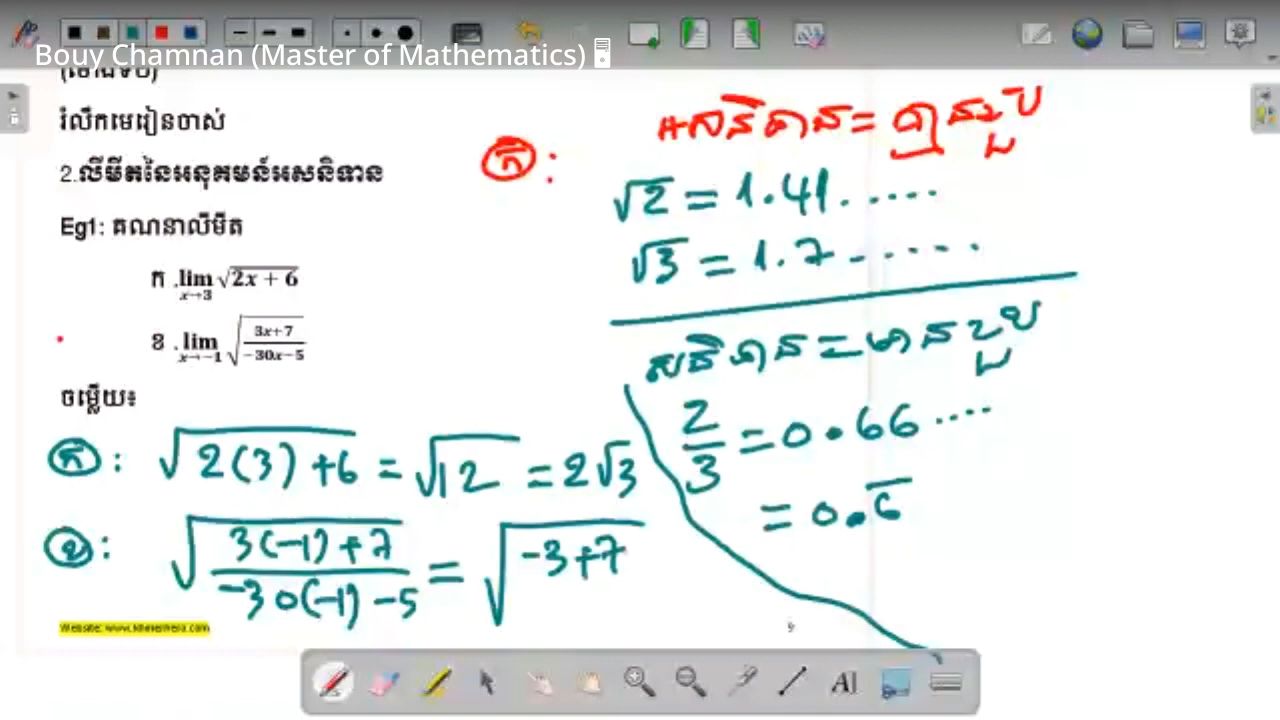 Bouy Chamnan (Master of Mathematics)
រំលឹកមេរៀនចាស់
2.លីមីតនៃអនុគមន៍អសនិទាន
Eg1: គណនាលីមីត
ក .lim x→3 √(2x + 6)
ខ .lim x→−1 √((3x+7)/(−30x−5))
ចម្លើយ៖
ក : √(2(3)+6) = √12 = 2√3
ខ : √((3(-1)+7)/(-30(-1)-5)) = √(-3+7
Website: www.khmerhera.com
9
ក :
អសនិទាន = គ្មានខួប
√2 = 1.41......
√3 = 1.7......
សនិទាន = មានខួប
2/3 = 0.66....
= 0.6̅
AI